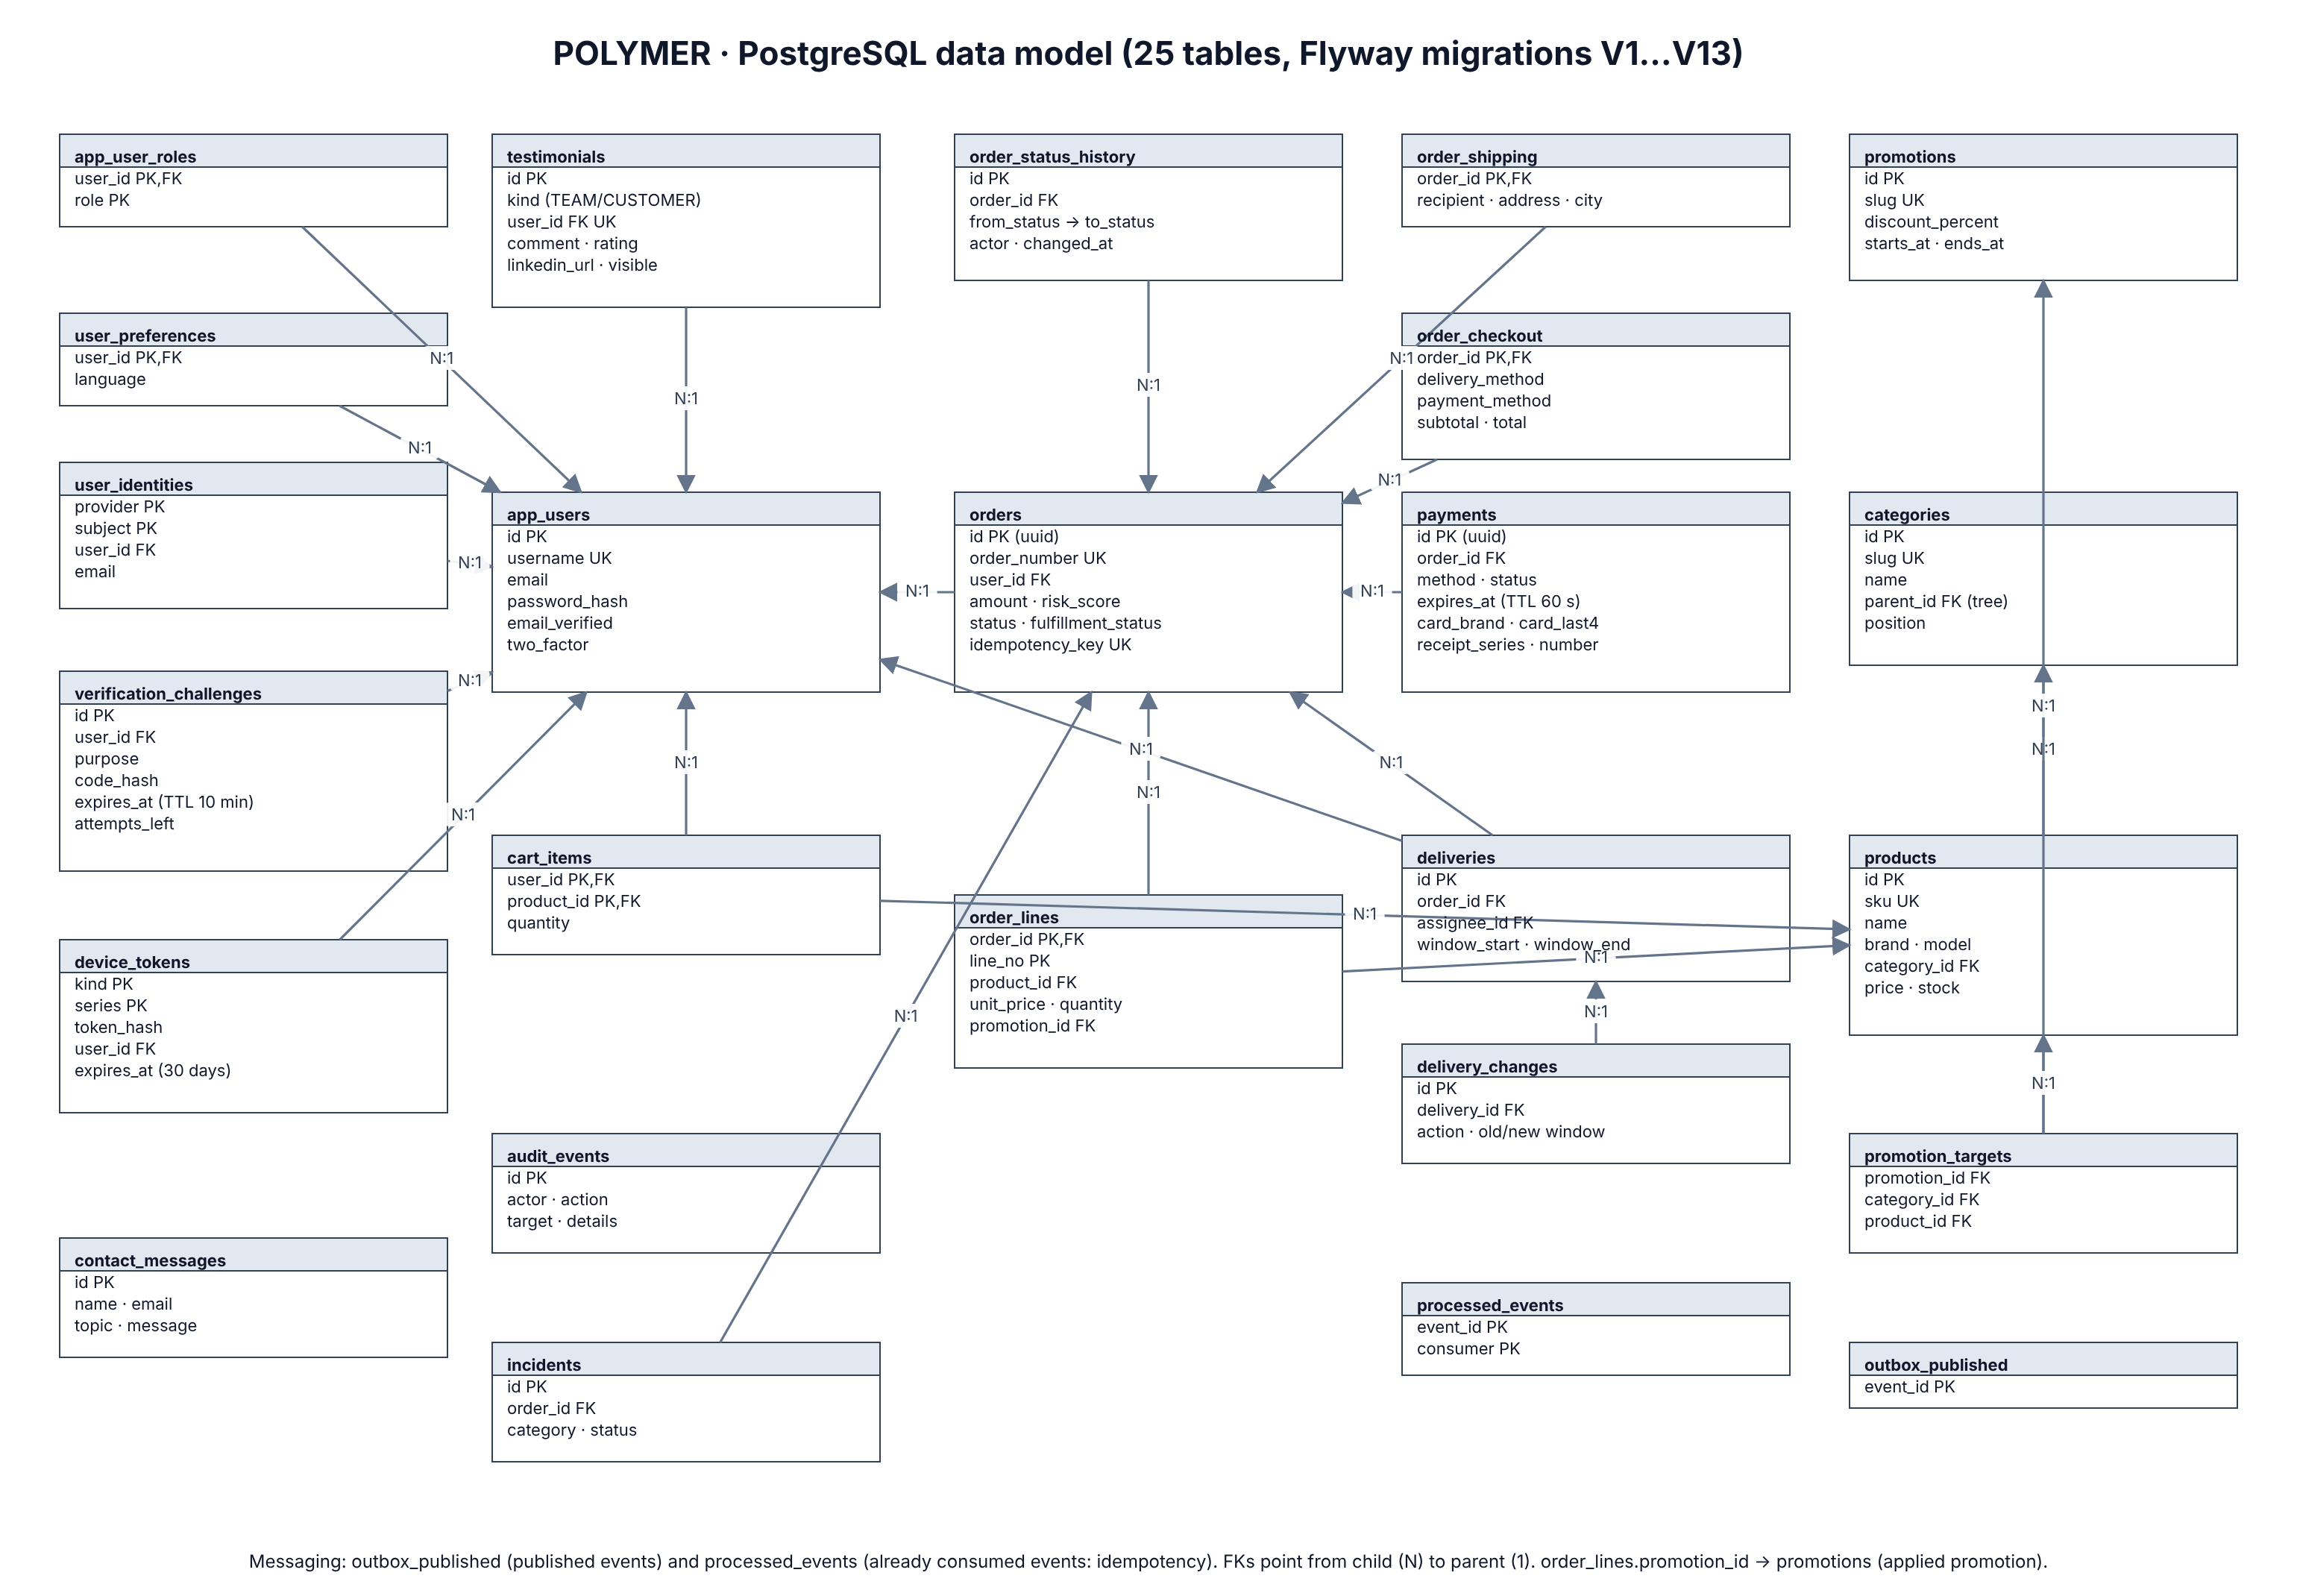 POLYMER · PostgreSQL data model (25 tables, Flyway migrations V1…V13)
app_user_roles
user_id PK,FK
role PK
testimonials
id PK
kind (TEAM/CUSTOMER)
user_id FK UK
comment · rating
linkedin_url · visible
order_status_history
id PK
order_id FK
from_status → to_status
actor · changed_at
order_shipping
order_id PK,FK
recipient · address · city
promotions
id PK
slug UK
discount_percent
starts_at · ends_at
user_preferences
user_id PK,FK
language
N:1
N:1
N:1
N:1
N:1
order_checkout
order_id PK,FK
delivery_method
payment_method
subtotal · total
N:1
user_identities
provider PK
subject PK
user_id FK
email
N:1
app_users
id PK
username UK
email
password_hash
email_verified
two_factor
N:1
orders
id PK (uuid)
order_number UK
user_id FK
amount · risk_score
status · fulfillment_status
idempotency_key UK
N:1
payments
id PK (uuid)
order_id FK
method · status
expires_at (TTL 60 s)
card_brand · card_last4
receipt_series · number
categories
id PK
slug UK
name
parent_id FK (tree)
position
verification_challenges
id PK
user_id FK
purpose
code_hash
expires_at (TTL 10 min)
attempts_left
N:1
N:1
N:1
N:1
N:1
N:1
N:1
N:1
N:1
cart_items
user_id PK,FK
product_id PK,FK
quantity
order_lines
order_id PK,FK
line_no PK
product_id FK
unit_price · quantity
promotion_id FK
N:1
deliveries
id PK
order_id FK
assignee_id FK
window_start · window_end
N:1
products
id PK
sku UK
name
brand · model
category_id FK
price · stock
device_tokens
kind PK
series PK
token_hash
user_id FK
expires_at (30 days)
N:1
N:1
N:1
delivery_changes
id PK
delivery_id FK
action · old/new window
audit_events
id PK
actor · action
target · details
promotion_targets
promotion_id FK
category_id FK
product_id FK
contact_messages
id PK
name · email
topic · message
processed_events
event_id PK
consumer PK
incidents
id PK
order_id FK
category · status
outbox_published
event_id PK
Messaging: outbox_published (published events) and processed_events (already consumed events: idempotency). FKs point from child (N) to parent (1). order_lines.promotion_id → promotions (applied promotion).